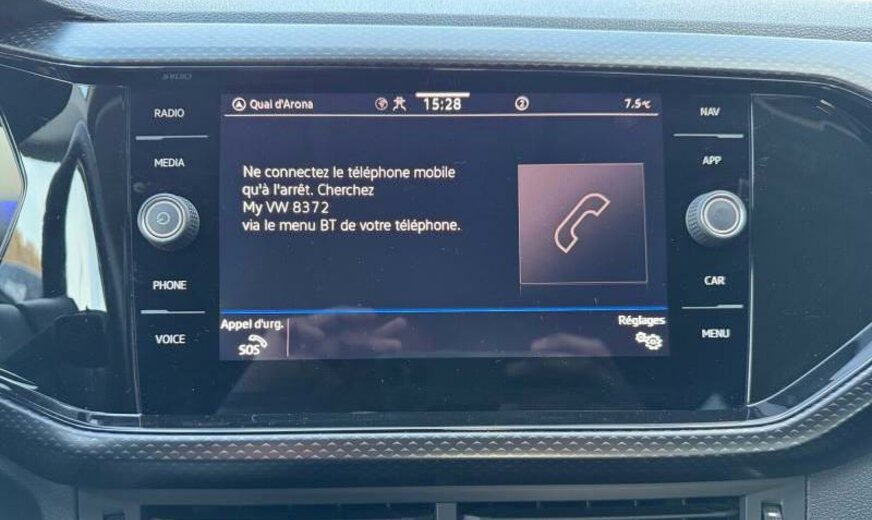 RADIO
MEDIA
PHONE
VOICE
Quai d'Arona
15:28
2
7.5°C
Ne connectez le téléphone mobile
qu'à l'arrêt. Cherchez
My VW 8372
via le menu BT de votre téléphone.
Appel d'urg.
SOS
Réglages
NAV
APP
CAR
MENU